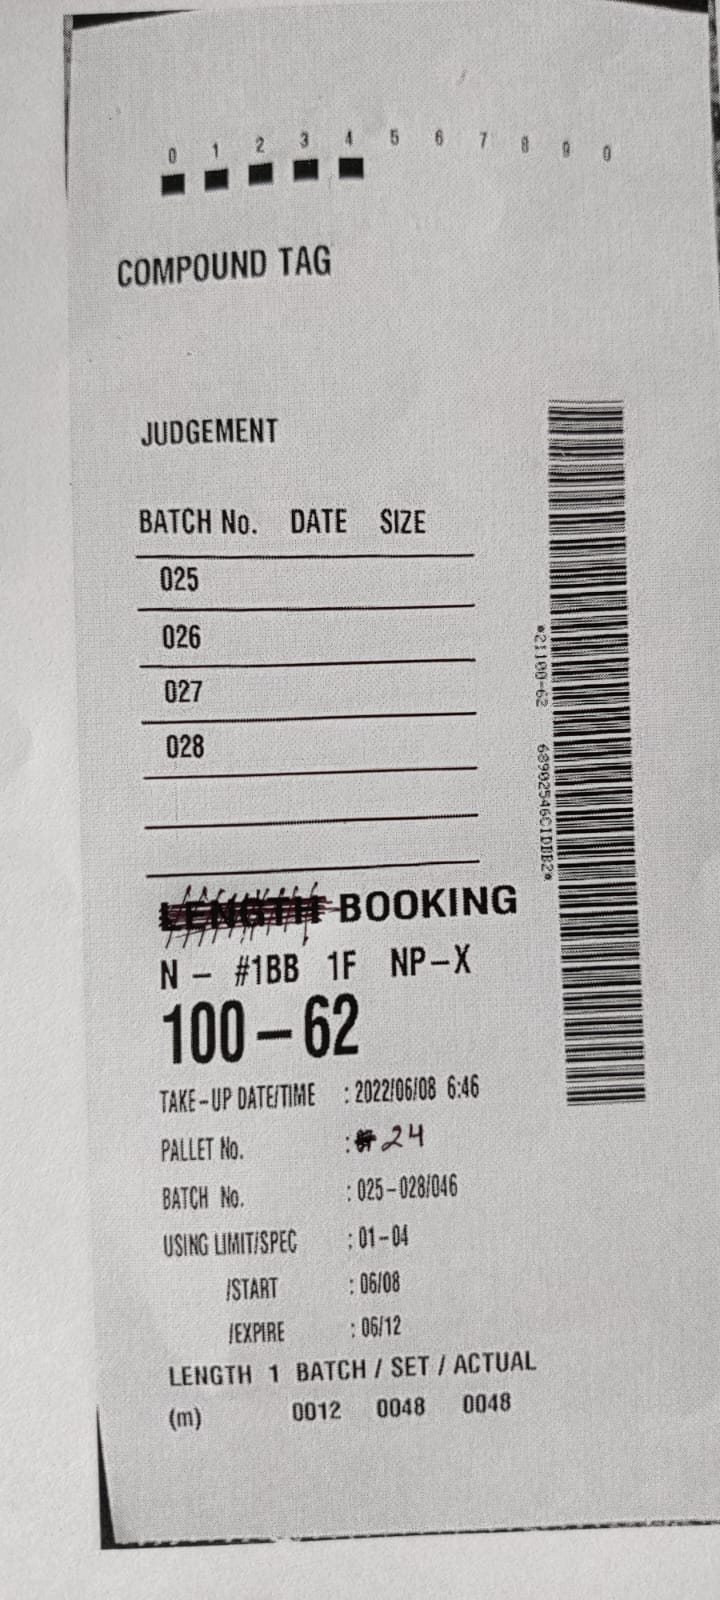 0 1 2 3 4 5 6 7 8 9 0
COMPOUND TAG
JUDGEMENT
BATCH No. DATE SIZE
025
026
027
028
LENGTH BOOKING
N - #1BB 1F NP-X
100-62
TAKE-UP DATE/TIME : 2022/06/08 6:46
PALLET No. : 24
BATCH No. : 025-028/046
USING LIMIT/SPEC : 01-04
/START : 06/08
/EXPIRE : 06/12
LENGTH 1 BATCH / SET / ACTUAL
(m) 0012 0048 0048
*21100-62